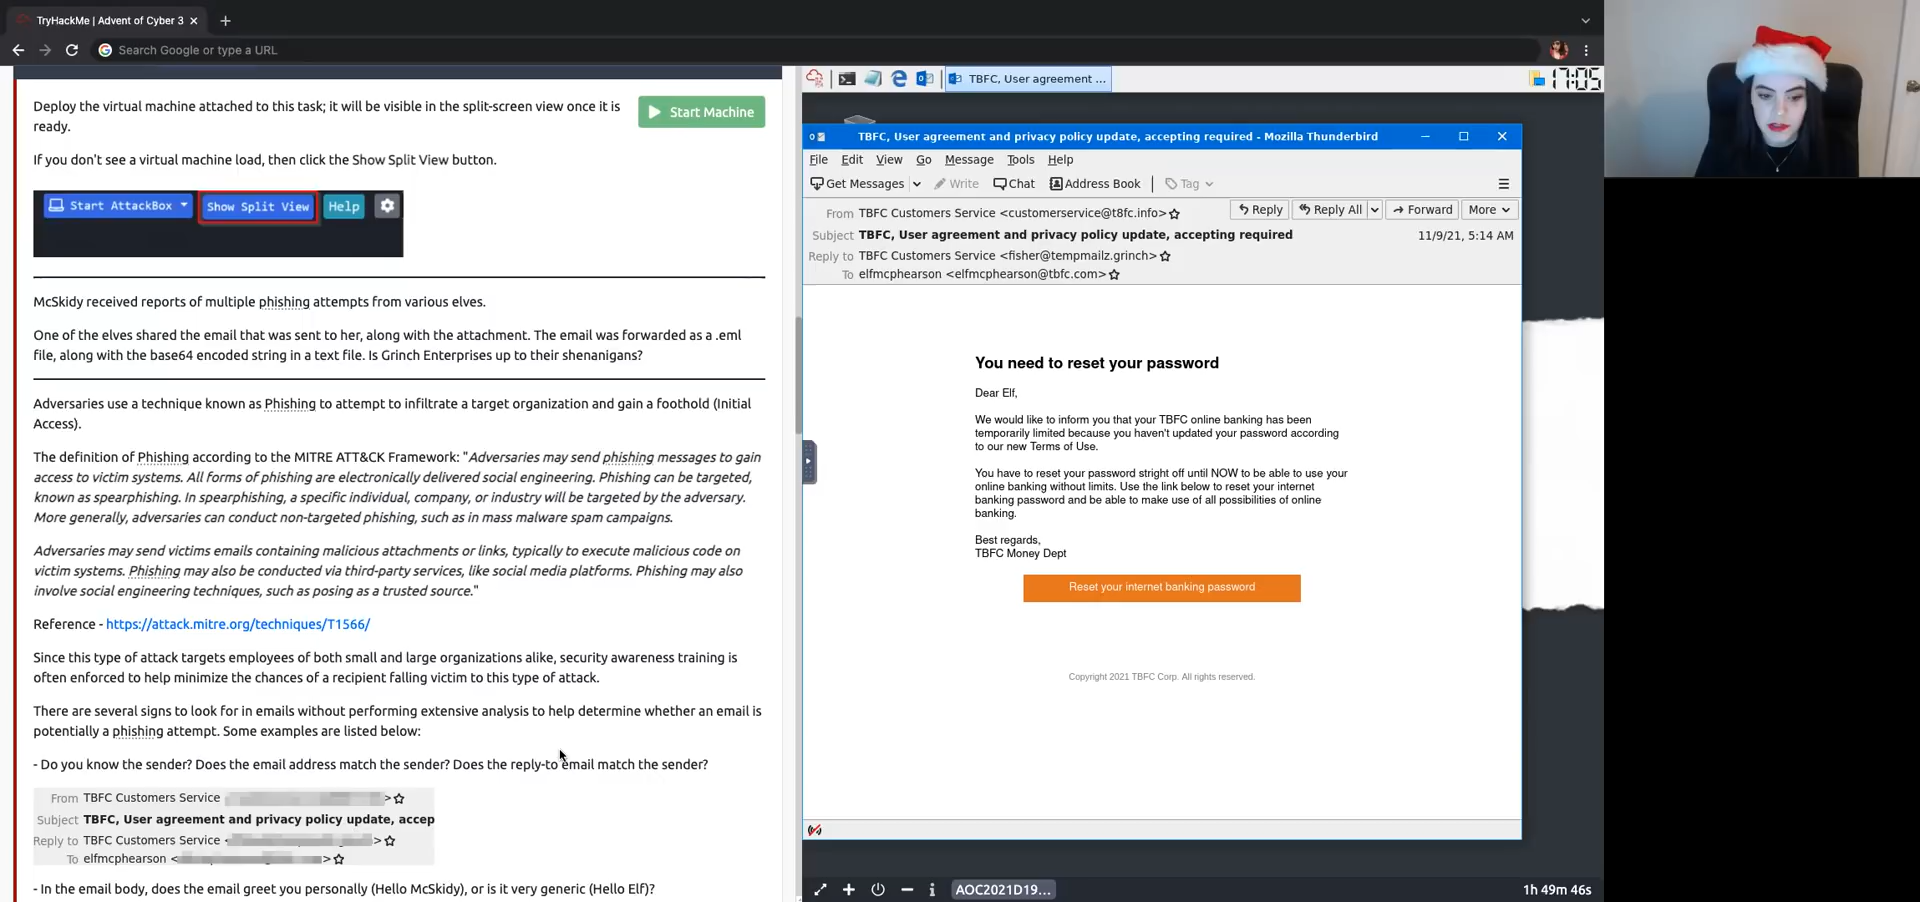 TryHackMe | Advent of Cyber 3
Search Google or type a URL
Deploy the virtual machine attached to this task; it will be visible in the split-screen view once it is
ready.
Start Machine
If you don't see a virtual machine load, then click the Show Split View button.
Start AttackBox
Show Split View
Help
McSkidy received reports of multiple phishing attempts from various elves.
One of the elves shared the email that was sent to her, along with the attachment. The email was forwarded as a .eml
file, along with the base64 encoded string in a text file. Is Grinch Enterprises up to their shenanigans?
Adversaries use a technique known as Phishing to attempt to infiltrate a target organization and gain a foothold (Initial
Access).
The definition of Phishing according to the MITRE ATT&CK Framework: "Adversaries may send phishing messages to gain
access to victim systems. All forms of phishing are electronically delivered social engineering. Phishing can be targeted,
known as spearphishing. In spearphishing, a specific individual, company, or industry will be targeted by the adversary.
More generally, adversaries can conduct non-targeted phishing, such as in mass malware spam campaigns.
Adversaries may send victims emails containing malicious attachments or links, typically to execute malicious code on
victim systems. Phishing may also be conducted via third-party services, like social media platforms. Phishing may also
involve social engineering techniques, such as posing as a trusted source."
Reference - https://attack.mitre.org/techniques/T1566/
Since this type of attack targets employees of both small and large organizations alike, security awareness training is
often enforced to help minimize the chances of a recipient falling victim to this type of attack.
There are several signs to look for in emails without performing extensive analysis to help determine whether an email is
potentially a phishing attempt. Some examples are listed below:
- Do you know the sender? Does the email address match the sender? Does the reply-to email match the sender?
From TBFC Customers Service >
Subject TBFC, User agreement and privacy policy update, accep
Reply to TBFC Customers Service < >
To elfmcphearson < >
- In the email body, does the email greet you personally (Hello McSkidy), or is it very generic (Hello Elf)?
TBFC, User agreement ...
17:05
TBFC, User agreement and privacy policy update, accepting required - Mozilla Thunderbird
File Edit View Go Message Tools Help
Get Messages Write Chat Address Book Tag
From TBFC Customers Service <customerservice@t8fc.info>
Reply Reply All Forward More
Subject TBFC, User agreement and privacy policy update, accepting required
11/9/21, 5:14 AM
Reply to TBFC Customers Service <fisher@tempmailz.grinch>
To elfmcphearson <elfmcphearson@tbfc.com>
You need to reset your password
Dear Elf,
We would like to inform you that your TBFC online banking has been
temporarily limited because you haven't updated your password according
to our new Terms of Use.
You have to reset your password stright off until NOW to be able to use your
online banking without limits. Use the link below to reset your internet
banking password and be able to make use of all possibilities of online
banking.
Best regards,
TBFC Money Dept
Reset your internet banking password
Copyright 2021 TBFC Corp. All rights reserved.
AOC2021D19...
1h 49m 46s